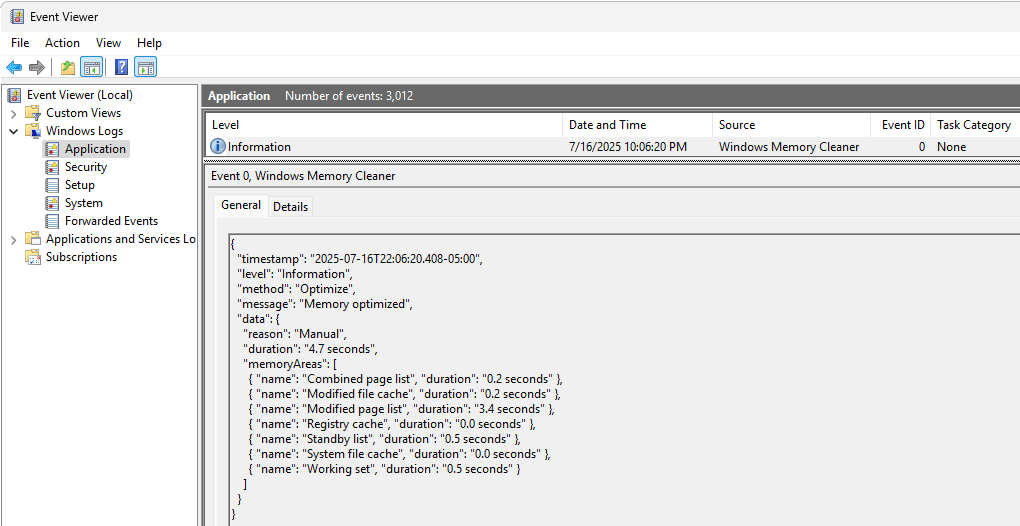 Event Viewer
File Action View Help
Event Viewer (Local)
Custom Views
Windows Logs
Application
Security
Setup
System
Forwarded Events
Applications and Services Lo
Subscriptions
Application Number of events: 3,012
Level Date and Time Source Event ID Task Category
Information 7/16/2025 10:06:20 PM Windows Memory Cleaner 0 None
Event 0, Windows Memory Cleaner
General Details
{
"timestamp": "2025-07-16T22:06:20.408-05:00",
"level": "Information",
"method": "Optimize",
"message": "Memory optimized",
"data": {
"reason": "Manual",
"duration": "4.7 seconds",
"memoryAreas": [
{ "name": "Combined page list", "duration": "0.2 seconds" },
{ "name": "Modified file cache", "duration": "0.2 seconds" },
{ "name": "Modified page list", "duration": "3.4 seconds" },
{ "name": "Registry cache", "duration": "0.0 seconds" },
{ "name": "Standby list", "duration": "0.5 seconds" },
{ "name": "System file cache", "duration": "0.0 seconds" },
{ "name": "Working set", "duration": "0.5 seconds" }
]
}
}